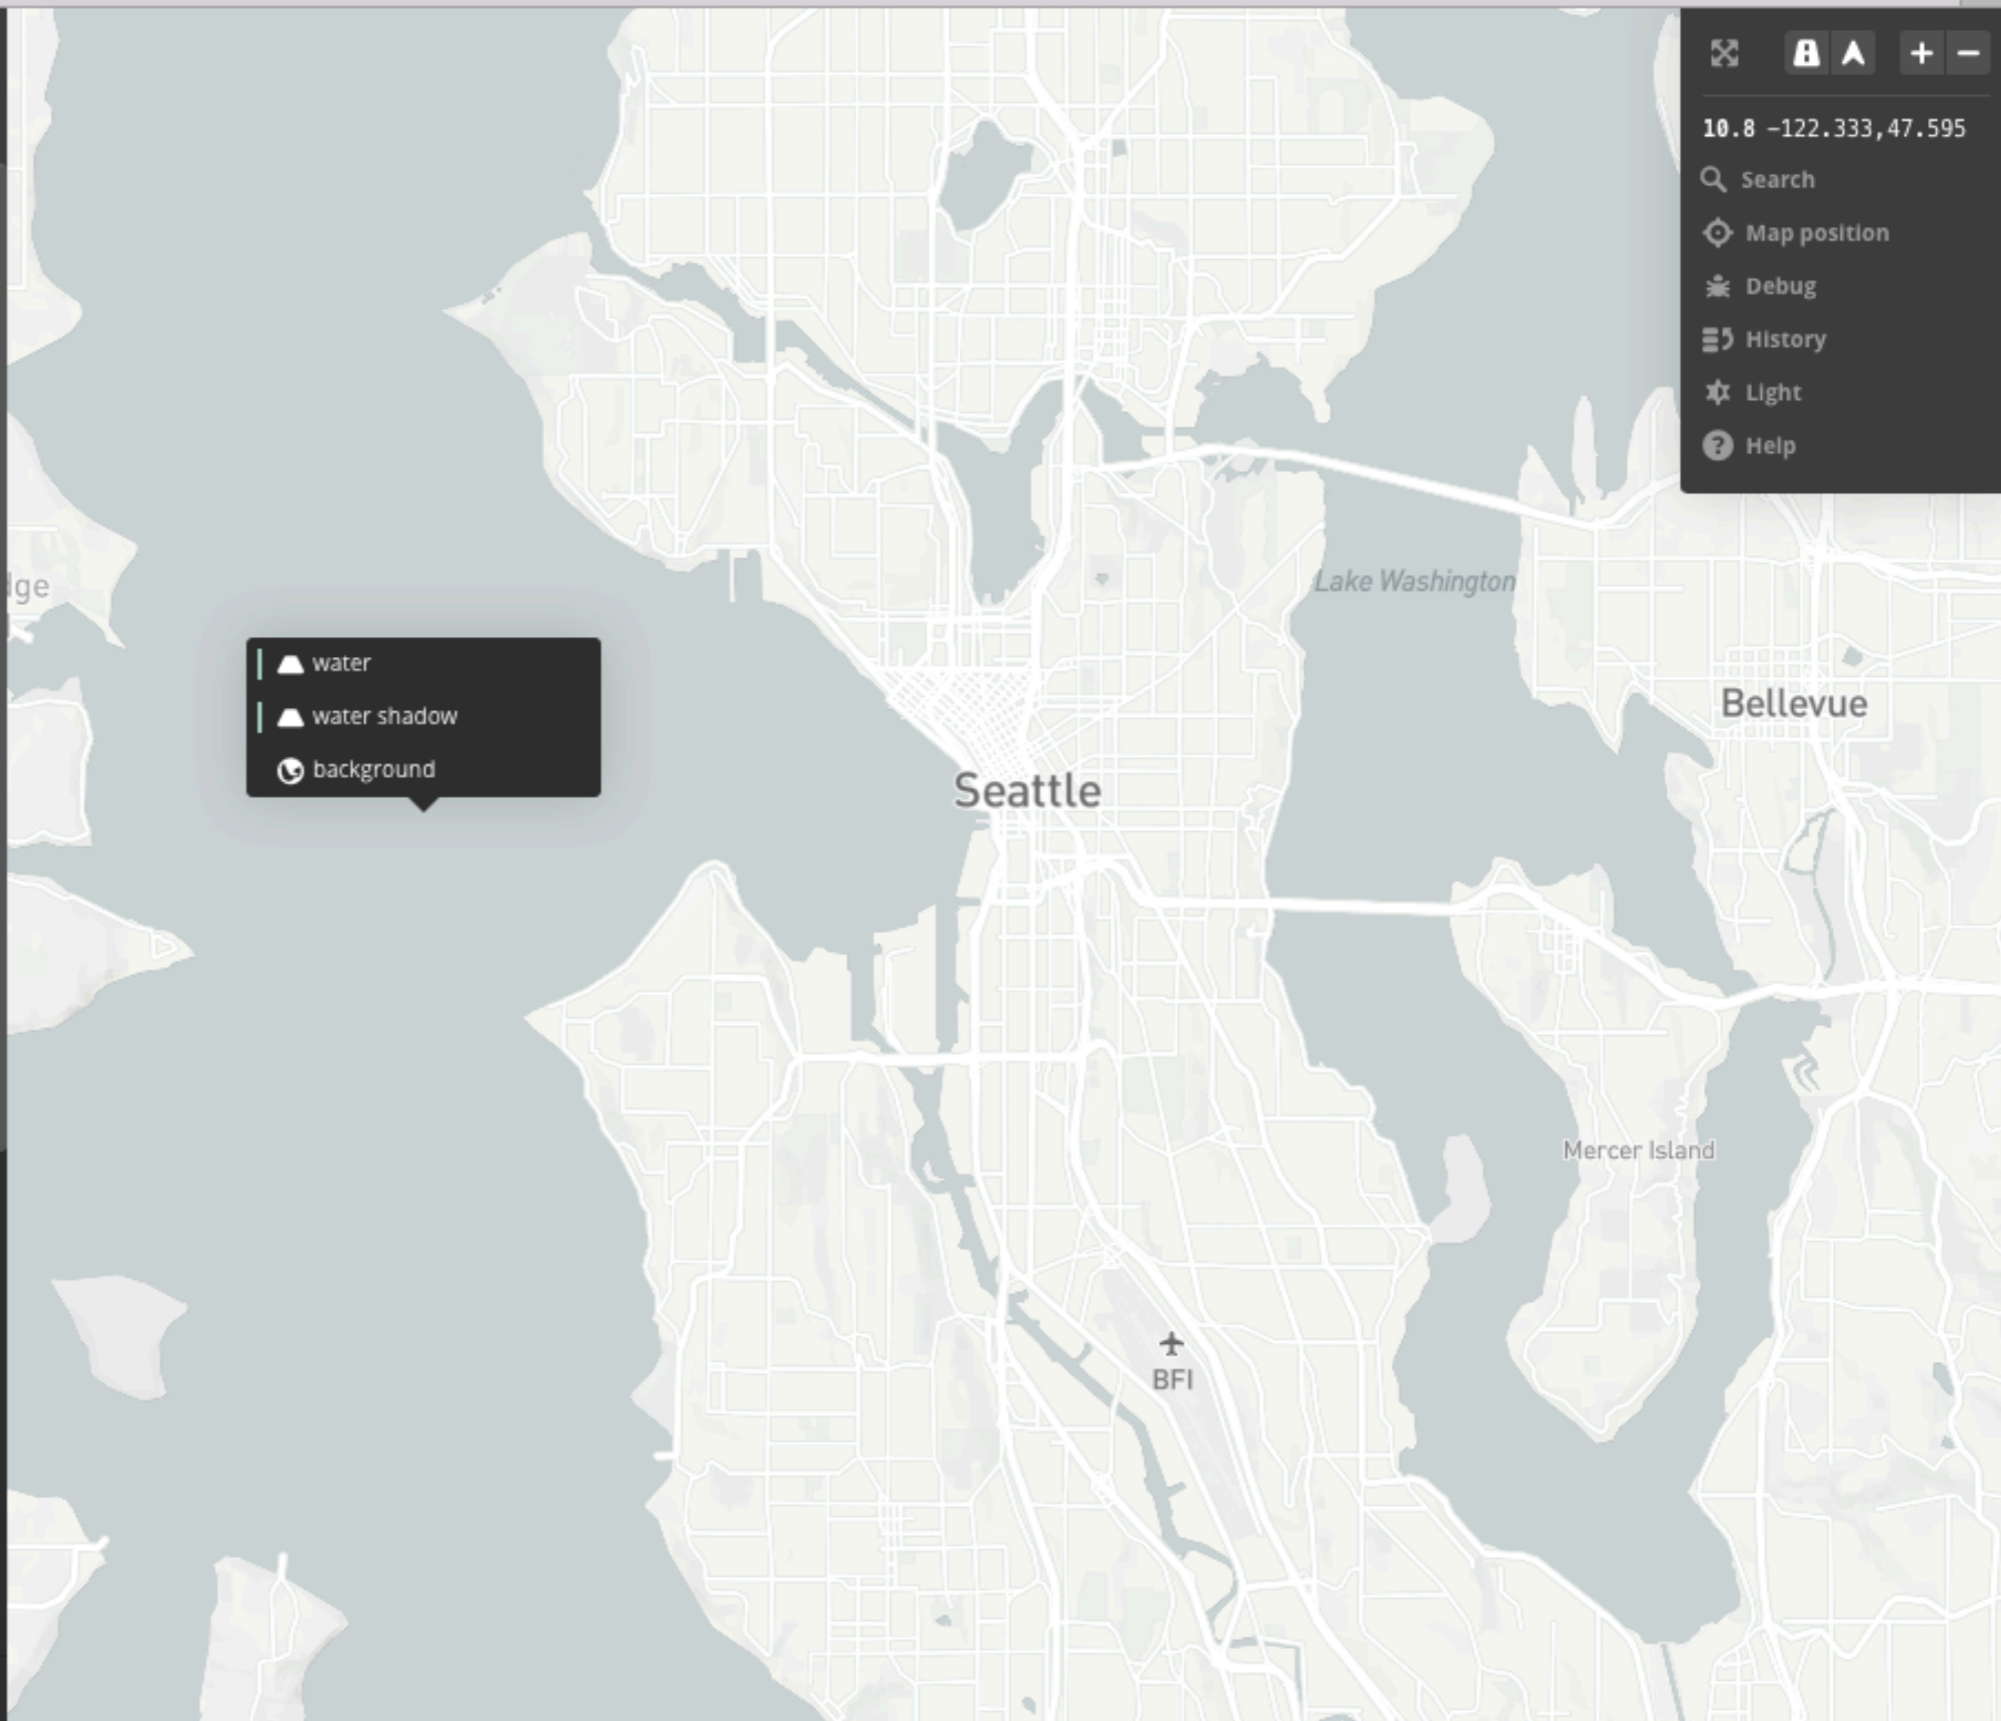 10.8 −122.333,47.595
Search
Map position
Debug
History
Light
Help
Lake Washington
dge
water
water shadow
background
Bellevue
Seattle
Mercer Island
BFI